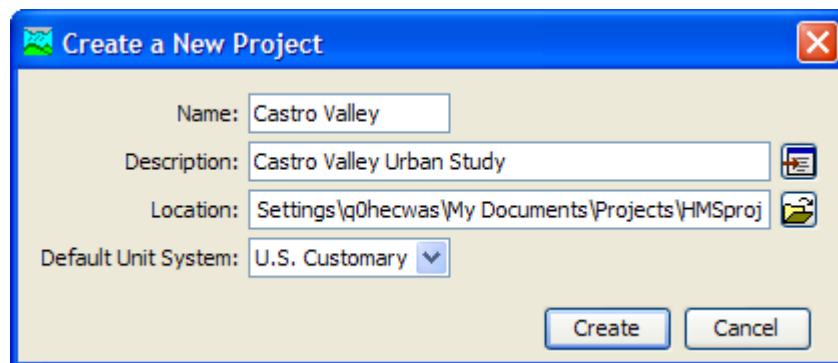 Create a New Project
Name: Castro Valley
Description: Castro Valley Urban Study
Location: Settings\q0hecwas\My Documents\Projects\HMSproj
Default Unit System: U.S. Customary
Create Cancel